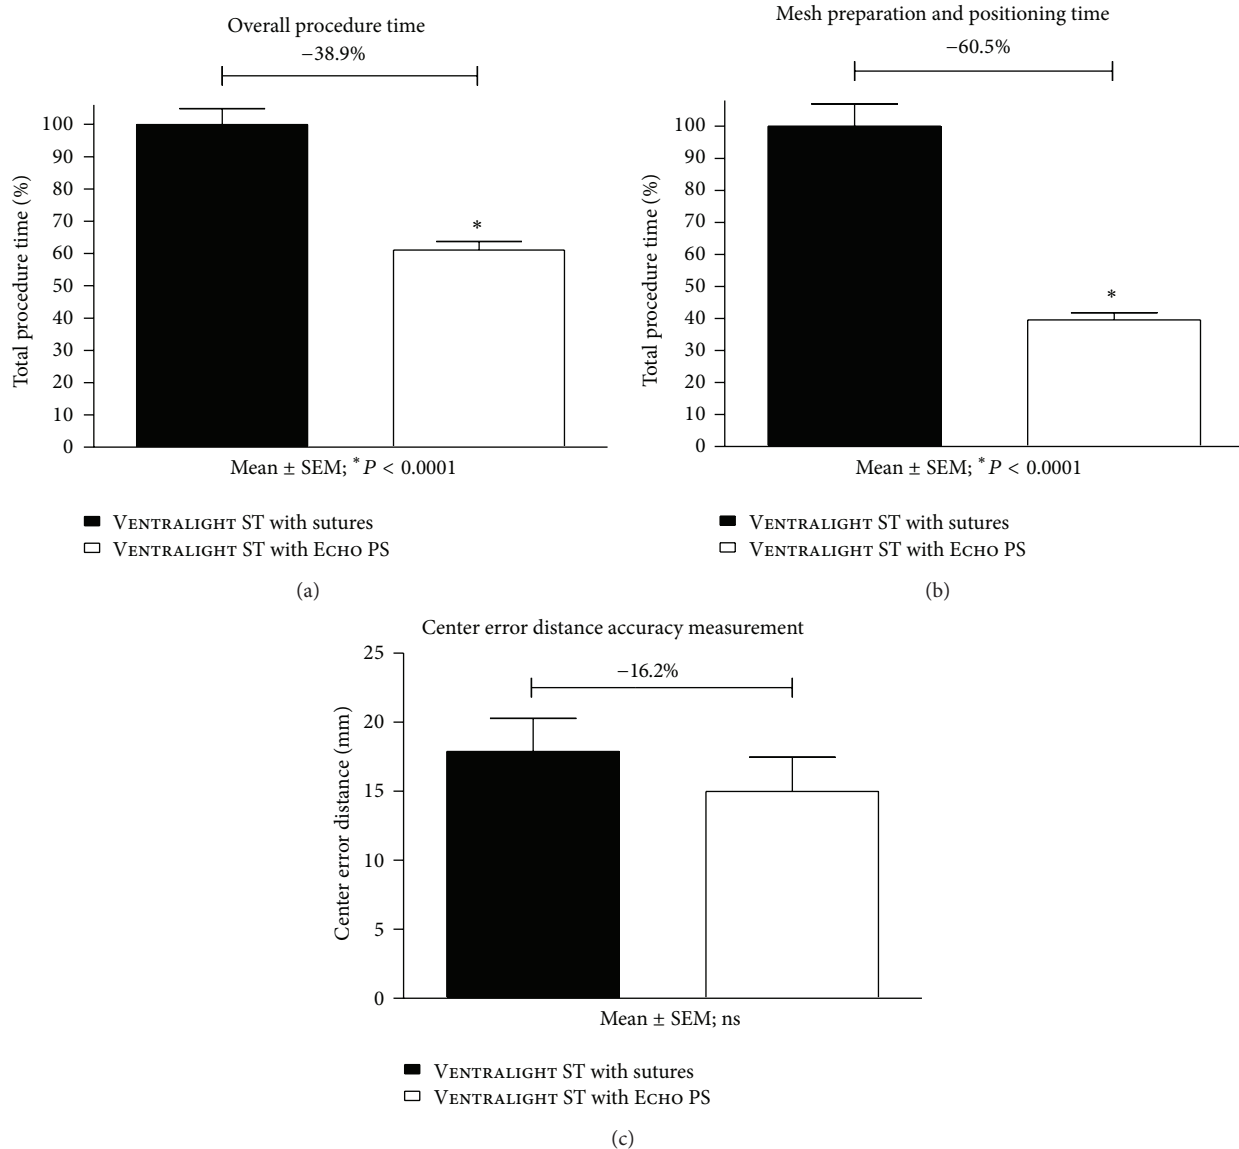 Overall procedure time
−38.9%
Total procedure time (%)
100
90
80
70
60
50
40
30
20
10
0
*
Mean ± SEM; *P < 0.0001
VENTRALIGHT ST with sutures
VENTRALIGHT ST with ECHO PS
(a)
Mesh preparation and positioning time
−60.5%
Total procedure time (%)
100
90
80
70
60
50
40
30
20
10
0
*
Mean ± SEM; *P < 0.0001
VENTRALIGHT ST with sutures
VENTRALIGHT ST with ECHO PS
(b)
Center error distance accuracy measurement
−16.2%
Center error distance (mm)
25
20
15
10
5
0
Mean ± SEM; ns
VENTRALIGHT ST with sutures
VENTRALIGHT ST with ECHO PS
(c)